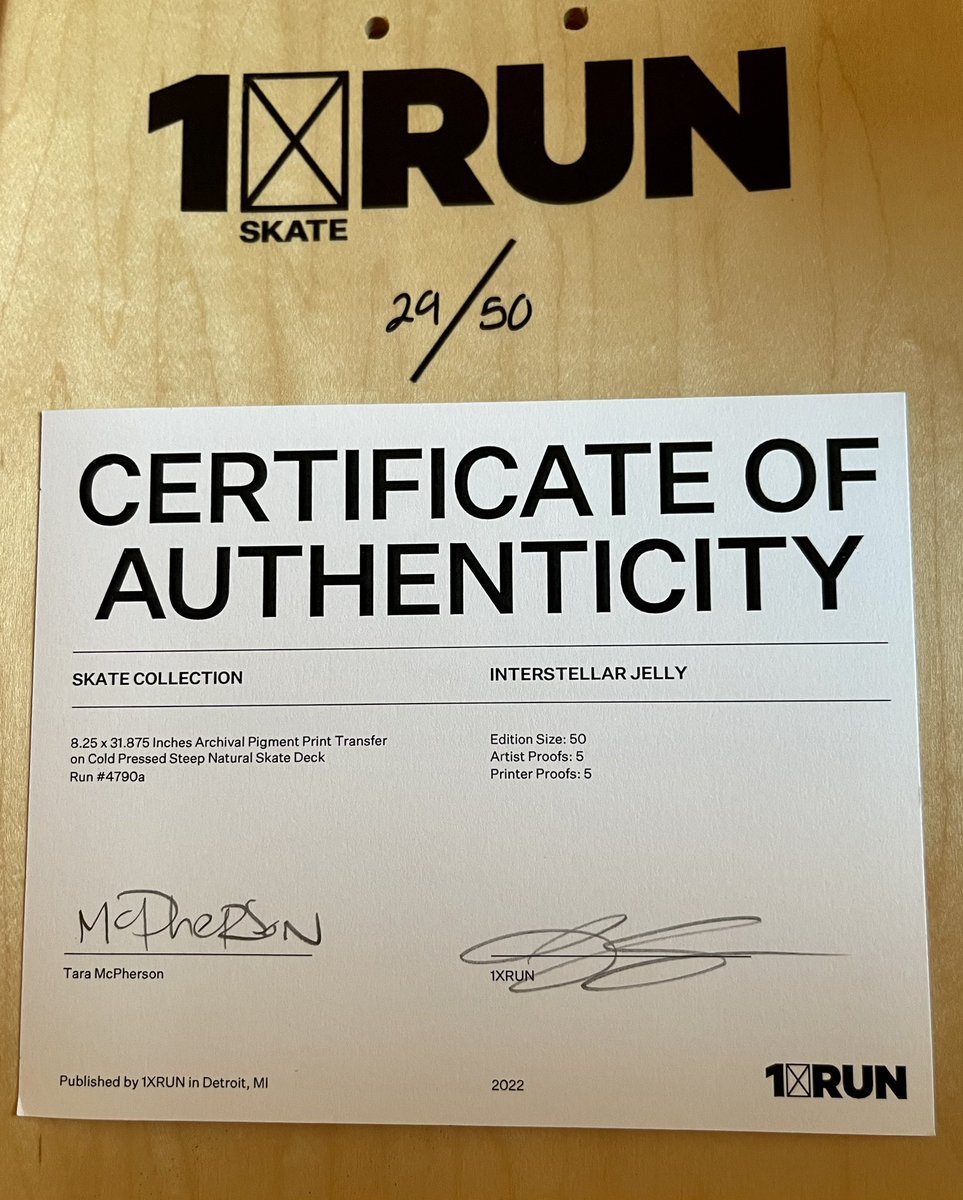 1XRUN
SKATE
29/50
CERTIFICATE OF
AUTHENTICITY
SKATE COLLECTION
INTERSTELLAR JELLY
8.25 x 31.875 Inches Archival Pigment Print Transfer
on Cold Pressed Steep Natural Skate Deck
Run #4790a
Edition Size: 50
Artist Proofs: 5
Printer Proofs: 5
McPherson
Tara McPherson
1XRUN
Published by 1XRUN in Detroit, MI
2022
1XRUN